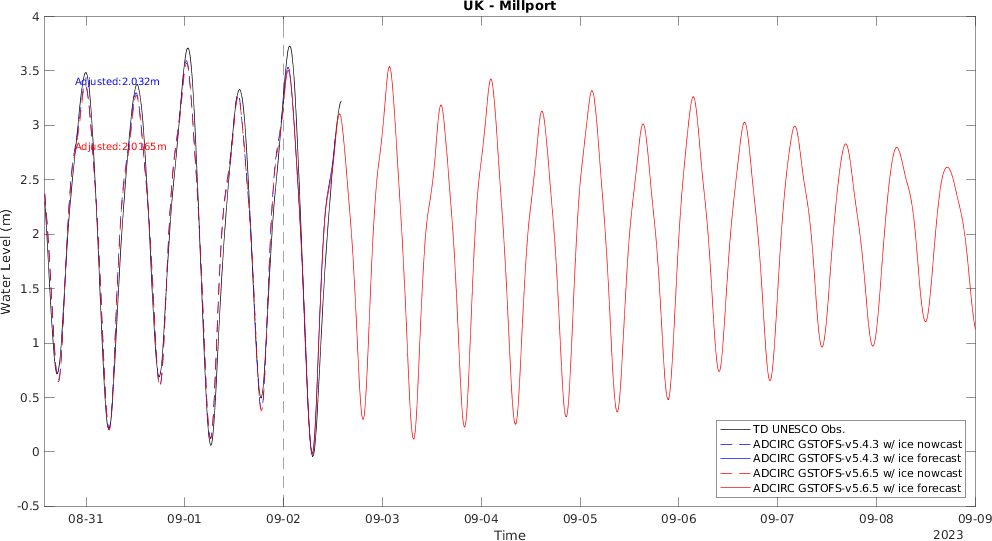 UK - Millport
4
3.5
3
2.5
2
1.5
1
0.5
0
-0.5
Water Level (m)
Adjusted:2.032m
Adjusted:2.0165m
TD UNESCO Obs.
ADCIRC GSTOFS-v5.4.3 w/ ice nowcast
ADCIRC GSTOFS-v5.4.3 w/ ice forecast
ADCIRC GSTOFS-v5.6.5 w/ ice nowcast
ADCIRC GSTOFS-v5.6.5 w/ ice forecast
08-31 09-01 09-02 09-03 09-04 09-05 09-06 09-07 09-08 09-09
Time
2023